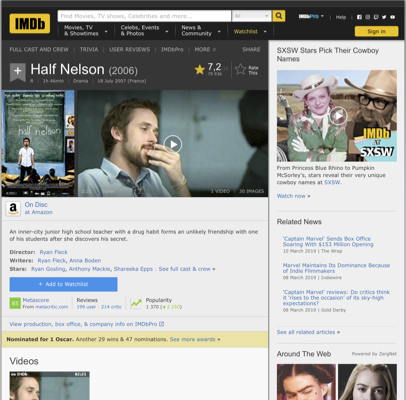 IMDb
Find Movies, TV shows, Celebrities and more...
All
Movies, TV & Showtimes
Celebs, Events & Photos
News & Community
Watchlist
IMDbPro
Help
Sign in
FULL CAST AND CREW | TRIVIA | USER REVIEWS | IMDbPro | MORE
SHARE
Half Nelson (2006)
1h 46min | Drama | 18 July 2007 (France)
7,2
Rate This
half nelson
1 VIDEO | 30 IMAGES
On Disc
at Amazon
An inner-city junior high school teacher with a drug habit forms an unlikely friendship with one
of his students after she discovers his secret.
Director: Ryan Fleck
Writers: Ryan Fleck, Anna Boden
Stars: Ryan Gosling, Anthony Mackie, Shareeka Epps | See full cast & crew »
+ Add to Watchlist
Metascore
From metacritic.com
Reviews
Popularity
View production, box office, & company info on IMDbPro
Nominated for 1 Oscar. Another 29 wins & 47 nominations. See more awards »
Videos
SXSW Stars Pick Their Cowboy
Names
IMDb
AT
SXSW
From Princess Blue Rhino to Pumpkin
McSorley's, stars reveal their very unique
cowboy names at SXSW.
Watch now »
Related News
'Captain Marvel' Sends Box Office
Soaring With $153 Million Opening
10 March 2019 | The Wrap
Marvel Maintains Its Dominance Because
of Indie Filmmakers
10 March 2019 | Indiewire
'Captain Marvel' reviews: Do critics think
it 'rises to the occasion' of its sky-high
expectations?
08 March 2019 | Gold Derby
See all related articles »
Around The Web
Powered by ZergNet